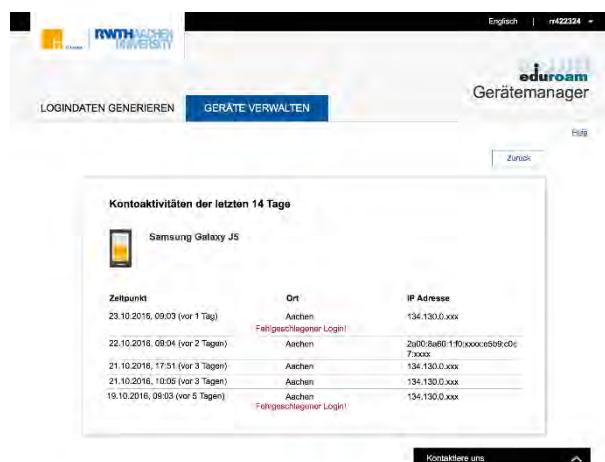 Englisch | rr422324
RWTH AACHEN
UNIVERSITY
eduroam
Gerätemanager
LOGINDATEN GENERIEREN GERÄTE VERWALTEN
Hilfe
Zurück
Kontoaktivitäten der letzten 14 Tage
Samsung Galaxy J5
Zeitpunkt Ort IP Adresse
23.10.2016, 09:03 (vor 1 Tag) Aachen 134.130.0.xxx
Fehlgeschlagener Login!
22.10.2016, 09:04 (vor 2 Tagen) Aachen 2a00:8a60:1:f0:xxxx:e5b9:c0c
7:xxxx
21.10.2016, 17:51 (vor 3 Tagen) Aachen 134.130.0.xxx
21.10.2016, 10:05 (vor 3 Tagen) Aachen 134.130.0.xxx
19.10.2016, 09:03 (vor 5 Tagen) Aachen 134.130.0.xxx
Fehlgeschlagener Login!
Kontaktiere uns